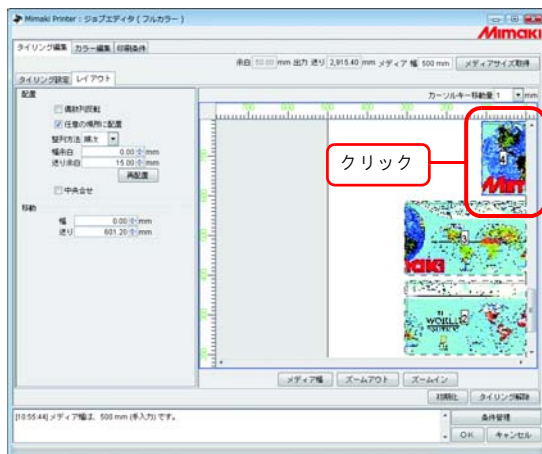 Mimaki Printer : ジョブエディタ ( フルカラー )
Mimaki
タイリング編集 カラー編集 印刷条件
余白 50.00 mm 出力 送り 2,915.40 mm メディア 幅 500 mm メディアサイズ取得
タイリング設定 レイアウト
配置
カーソルキー移動量 1 mm
偶数列反転
任意の場所に配置
整列方法 順方
幅余白 0.00 mm
送り余白 15.00 mm
再配置
中央合せ
移動
幅 0.00 mm
送り 601.20 mm
クリック
4
3
WORLD
2
メディア幅 ズームアウト ズームイン
初期化 タイリング解除
[10:55:44] メディア幅は、500 mm (手入力) です。
条件管理
OK キャンセル